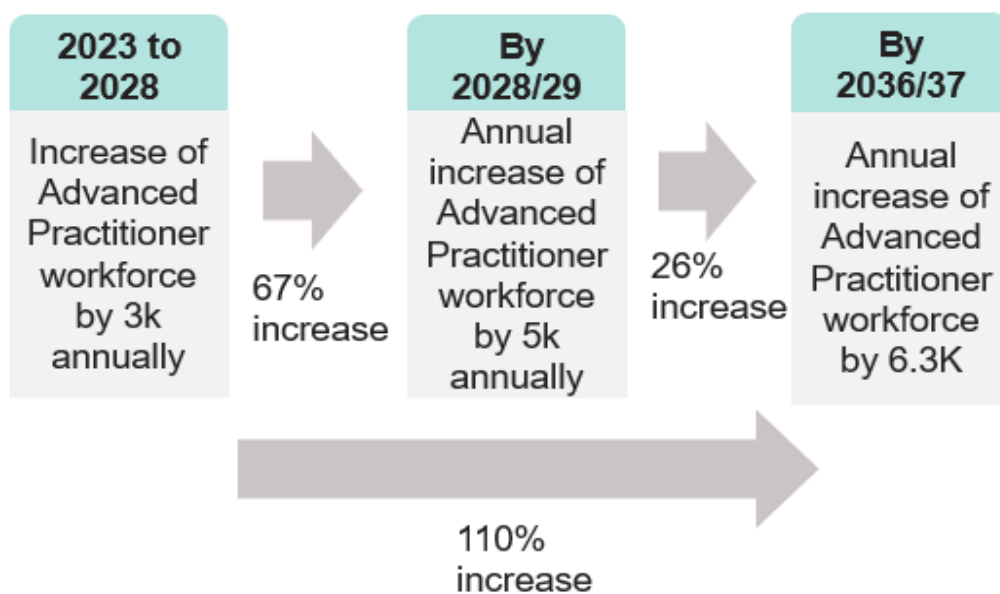 2023 to
2028
Increase of
Advanced
Practitioner
workforce
by 3k
annually
67%
increase
By
2028/29
Annual
increase of
Advanced
Practitioner
workforce
by 5k
annually
26%
increase
By
2036/37
Annual
increase of
Advanced
Practitioner
workforce
by 6.3K
110%
increase